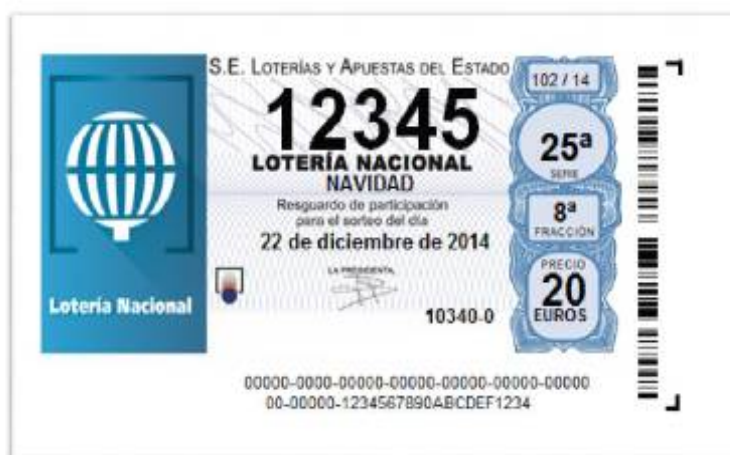 S.E. LOTERÍAS Y APUESTAS DEL ESTADO
12345
LOTERÍA NACIONAL
NAVIDAD
Resguardo de participación
para el sorteo del día
22 de diciembre de 2014
LA PRESIDENTA,
10340-0
102 / 14
25ª
SERIE
8ª
FRACCIÓN
PRECIO
20
EUROS
Lotería Nacional
00000-0000-00000-00000-00000-00000-00000
00-00000-1234567890ABCDEF1234